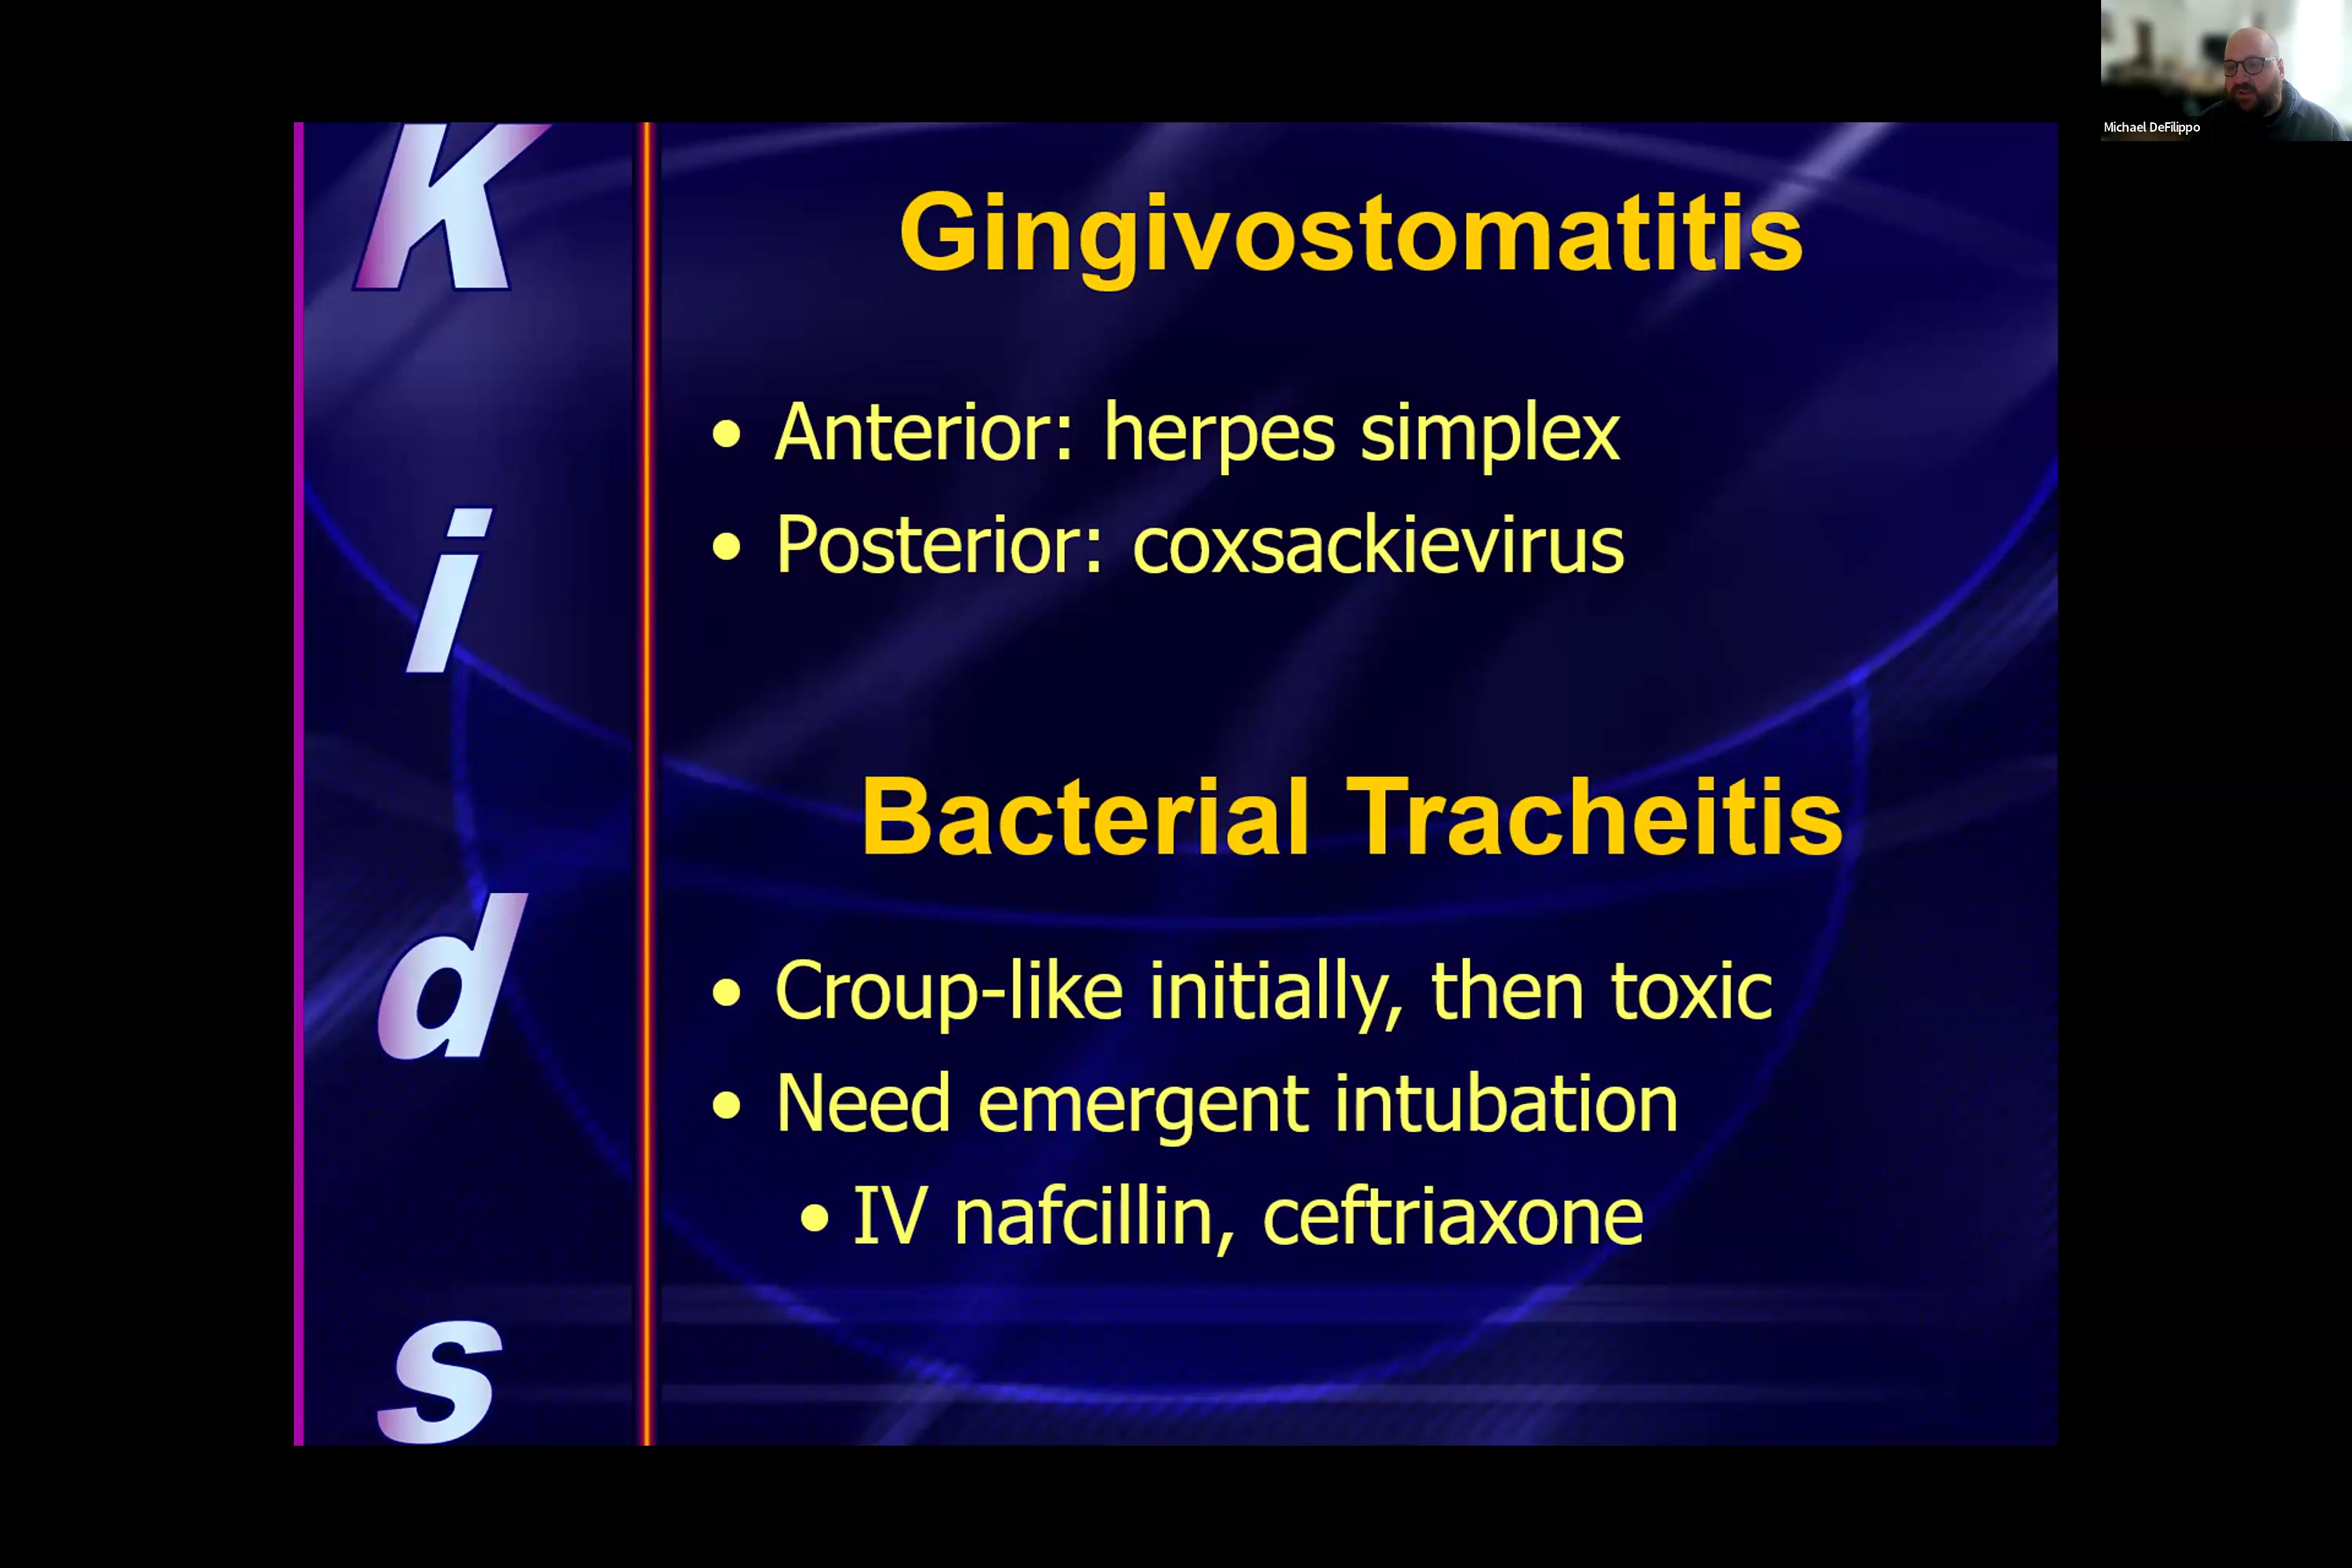 Kids
Gingivostomatitis
• Anterior: herpes simplex
• Posterior: coxsackievirus
Bacterial Tracheitis
• Croup-like initially, then toxic
• Need emergent intubation
• IV nafcillin, ceftriaxone
Michael DeFilippo